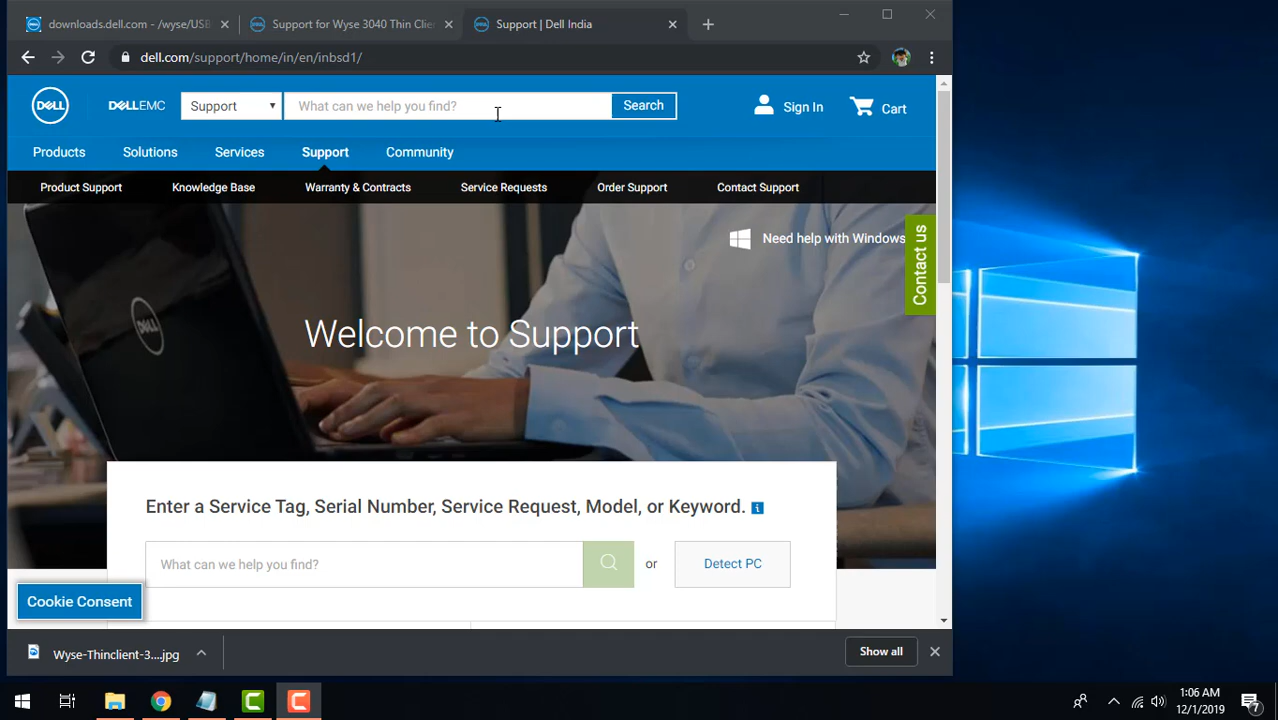 downloads.dell.com - /wyse/USB
Support for Wyse 3040 Thin Clie
Support | Dell India
dell.com/support/home/in/en/inbsd1/
DELL
DELLEMC
Support
What can we help you find?
Search
Sign In
Cart
Products
Solutions
Services
Support
Community
Product Support
Knowledge Base
Warranty & Contracts
Service Requests
Order Support
Contact Support
Need help with Windows
Contact us
DELL
Welcome to Support
Enter a Service Tag, Serial Number, Service Request, Model, or Keyword.
What can we help you find?
or
Detect PC
Cookie Consent
Wyse-Thinclient-3....jpg
Show all
1:06 AM
12/1/2019
7